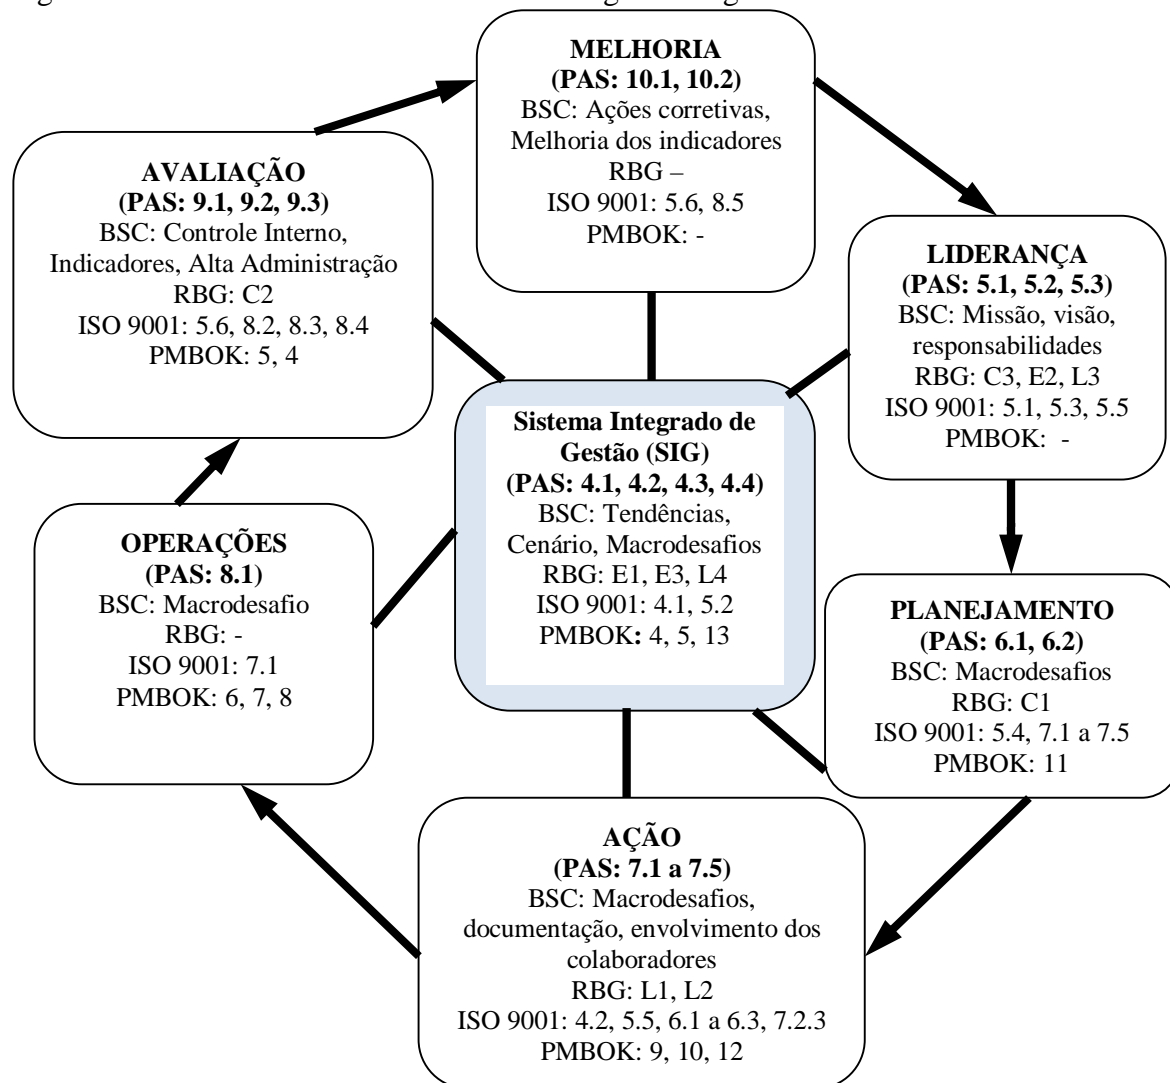 MELHORIA
(PAS: 10.1, 10.2)
BSC: Ações corretivas,
Melhoria dos indicadores
RBG –
ISO 9001: 5.6, 8.5
PMBOK: -
AVALIAÇÃO
(PAS: 9.1, 9.2, 9.3)
BSC: Controle Interno,
Indicadores, Alta Administração
RBG: C2
ISO 9001: 5.6, 8.2, 8.3, 8.4
PMBOK: 5, 4
LIDERANÇA
(PAS: 5.1, 5.2, 5.3)
BSC: Missão, visão,
responsabilidades
RBG: C3, E2, L3
ISO 9001: 5.1, 5.3, 5.5
PMBOK: -
Sistema Integrado de
Gestão (SIG)
(PAS: 4.1, 4.2, 4.3, 4.4)
BSC: Tendências,
Cenário, Macrodesafios
RBG: E1, E3, L4
ISO 9001: 4.1, 5.2
PMBOK: 4, 5, 13
OPERAÇÕES
(PAS: 8.1)
BSC: Macrodesafio
RBG: -
ISO 9001: 7.1
PMBOK: 6, 7, 8
PLANEJAMENTO
(PAS: 6.1, 6.2)
BSC: Macrodesafios
RBG: C1
ISO 9001: 5.4, 7.1 a 7.5
PMBOK: 11
AÇÃO
(PAS: 7.1 a 7.5)
BSC: Macrodesafios,
documentação, envolvimento dos
colaboradores
RBG: L1, L2
ISO 9001: 4.2, 5.5, 6.1 a 6.3, 7.2.3
PMBOK: 9, 10, 12